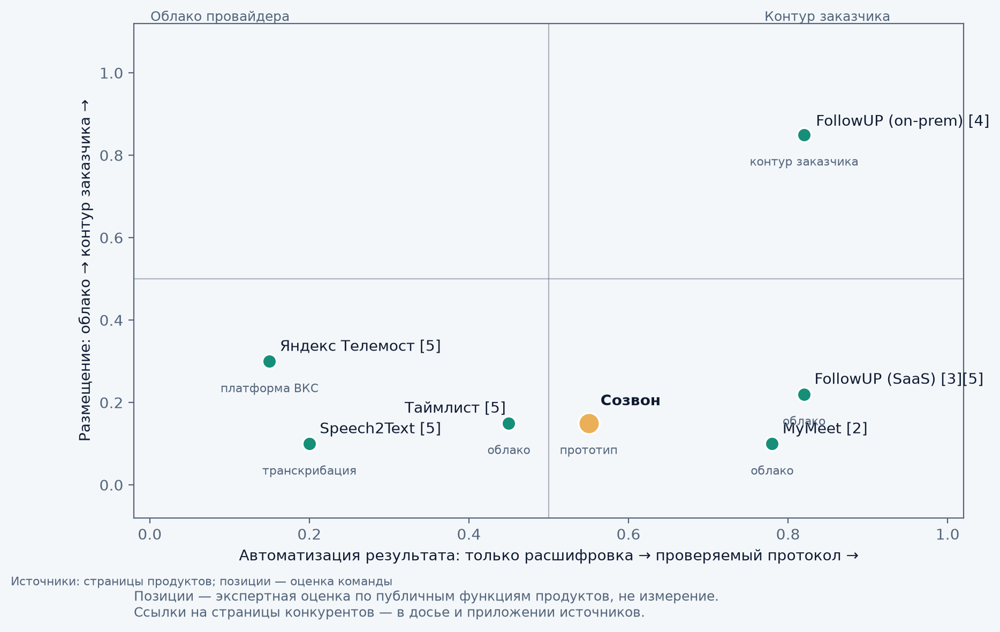 Облако провайдера
Контур заказчика
1.0
FollowUP (on-prem) [4]
0.8
контур заказчика
Размещение: облако → контур заказчика →
0.6
0.4
Яндекс Телемост [5]
платформа ВКС
FollowUP (SaaS) [3][5]
0.2
Созвон
Таймлист [5]
облако
Speech2Text [5]
MyMeet [2]
облако
прототип
транскрибация
облако
0.0
0.0
0.2
0.4
0.6
0.8
1.0
Автоматизация результата: только расшифровка → проверяемый протокол →
Источники: страницы продуктов; позиции — оценка команды
Позиции — экспертная оценка по публичным функциям продуктов, не измерение.
Ссылки на страницы конкурентов — в досье и приложении источников.